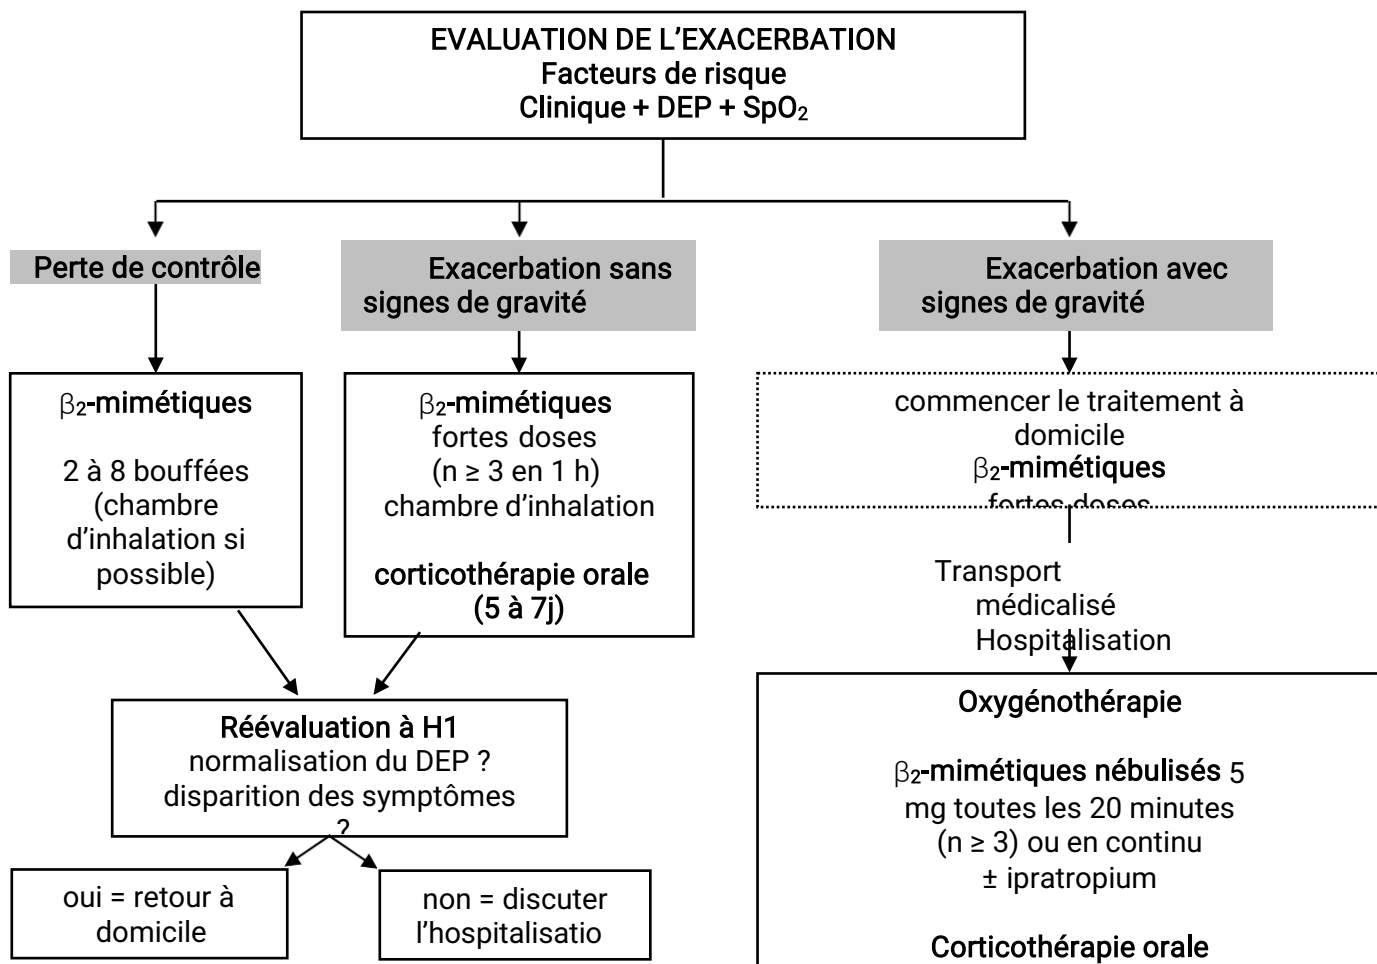 EVALUATION DE L’EXACERBATION
Facteurs de risque
Clinique + DEP + SpO₂
Perte de contrôle
Exacerbation sans
signes de gravité
Exacerbation avec
signes de gravité
β₂-mimétiques
2 à 8 bouffées
(chambre
d’inhalation si
possible)
β₂-mimétiques
fortes doses
(n ≥ 3 en 1 h)
chambre d’inhalation
corticothérapie orale
(5 à 7j)
commencer le traitement à
domicile
β₂-mimétiques
fortes doses
Transport
médicalisé
Hospitalisation
Réévaluation à H1
normalisation du DEP ?
disparition des symptômes
?
oui = retour à
domicile
non = discuter
l’hospitalisatio
Oxygénothérapie
β₂-mimétiques nébulisés 5
mg toutes les 20 minutes
(n ≥ 3) ou en continu
± ipratropium
Corticothérapie orale